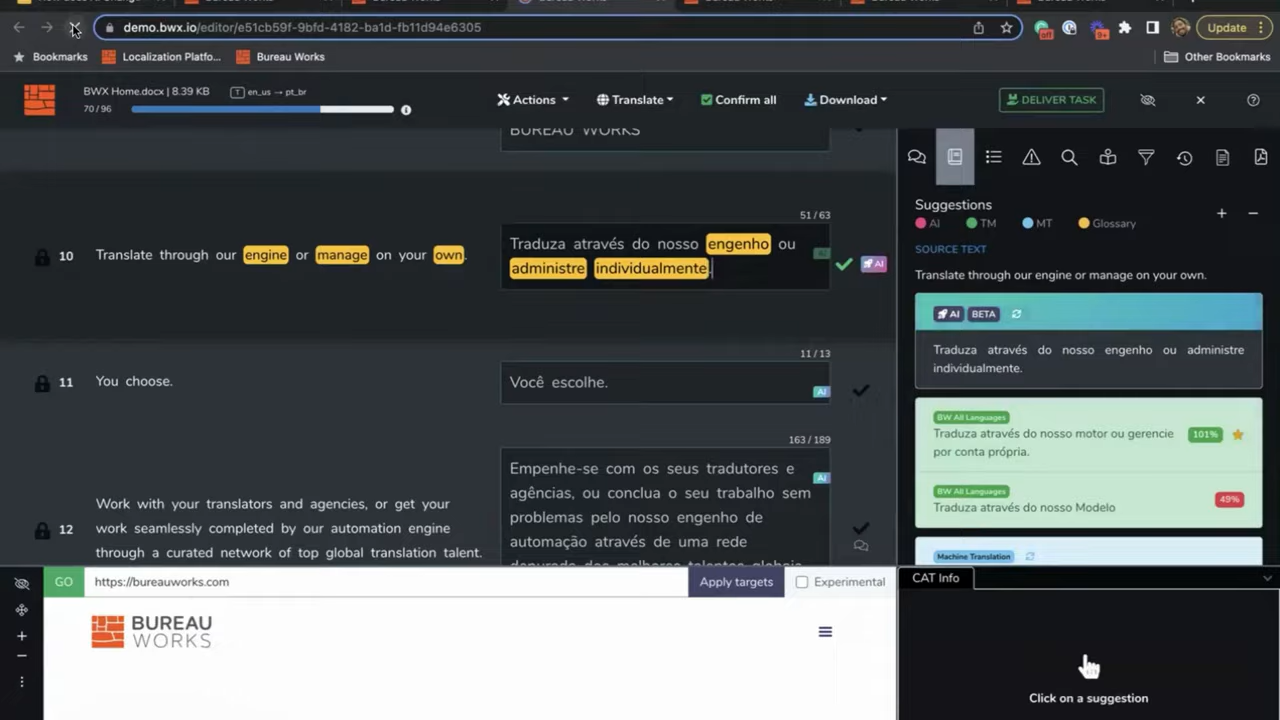 demo.bwx.io/editor/e51cb59f-9bfd-4182-ba1d-fb11d94e6305
Update
Bookmarks
Localization Platfo...
Bureau Works
Other Bookmarks
BWX Home.docx | 8.39 KB
T en_us → pt_br
70 / 96
Actions
Translate
Confirm all
Download
DELIVER TASK
BUREAU WORKS
51 / 63
10
Translate through our engine or manage on your own.
Traduza através do nosso engenho ou
administre individualmente.
AI
11 / 13
11
You choose.
Você escolhe.
AI
163 / 189
12
Work with your translators and agencies, or get your
work seamlessly completed by our automation engine
through a curated network of top global translation talent.
Empenhe-se com os seus tradutores e
agências, ou conclua o seu trabalho sem
problemas pelo nosso engenho de
automação através de uma rede
depurada dos melhores talentos globais
AI
Suggestions
AI
TM
MT
Glossary
SOURCE TEXT
Translate through our engine or manage on your own.
AI
BETA
Traduza através do nosso engenho ou administre
individualmente.
BW All Languages
Traduza através do nosso motor ou gerencie
por conta própria.
101%
BW All Languages
Traduza através do nosso Modelo
49%
Machine Translation
GO
https://bureauworks.com
Apply targets
Experimental
CAT Info
BUREAU
WORKS
Click on a suggestion